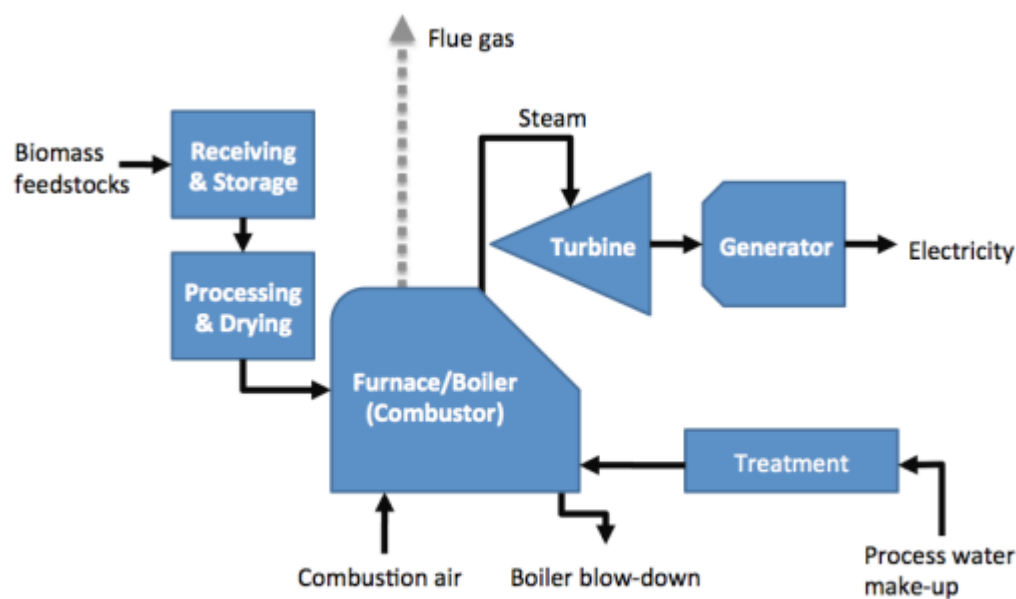 Flue gas
Steam
Biomass
feedstocks
Receiving
& Storage
Turbine
Generator
Electricity
Processing
& Drying
Furnace/Boiler
(Combustor)
Treatment
Combustion air
Boiler blow-down
Process water
make-up